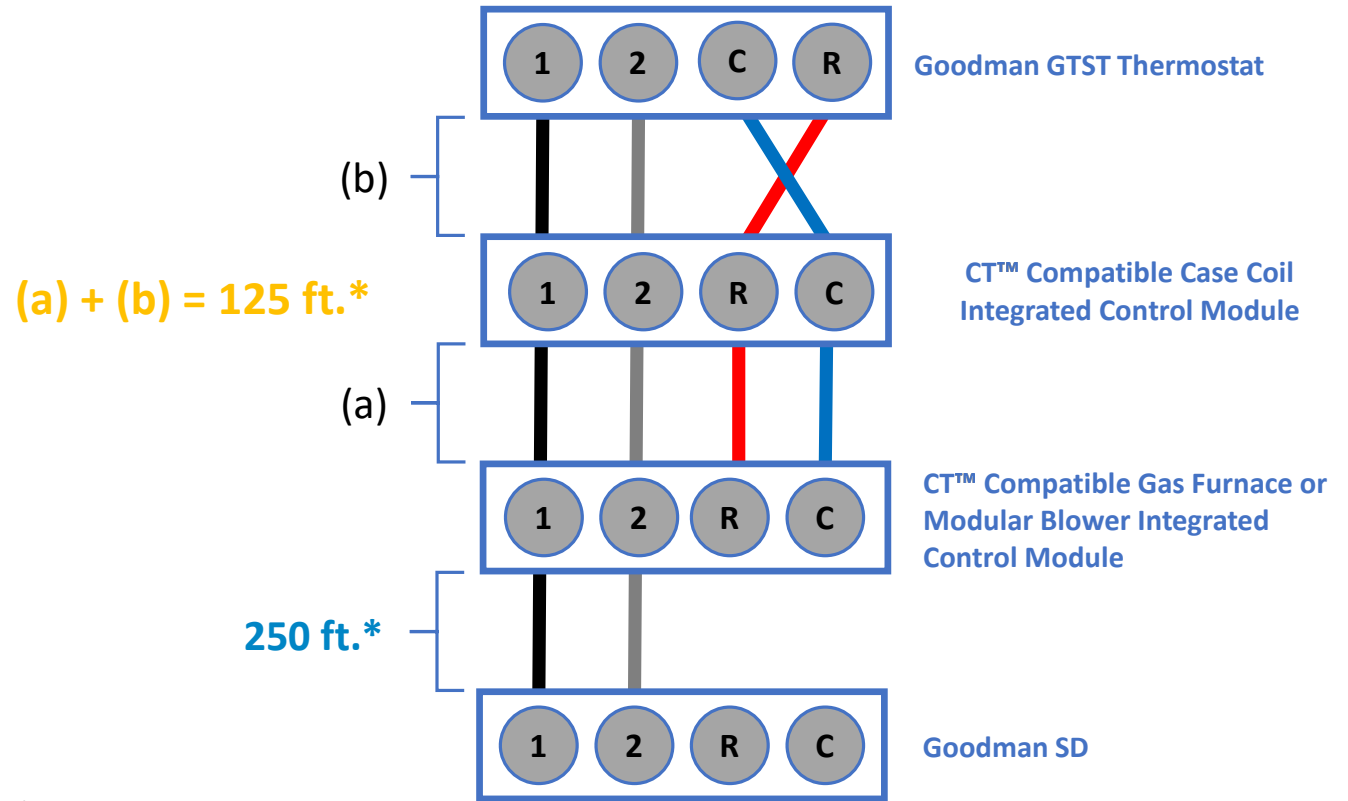 1 2 C R
Goodman GTST Thermostat
(b)
(a) + (b) = 125 ft.*
1 2 R C
CT™ Compatible Case Coil
Integrated Control Module
(a)
1 2 R C
CT™ Compatible Gas Furnace or
Modular Blower Integrated
Control Module
250 ft.*
1 2 R C
Goodman SD